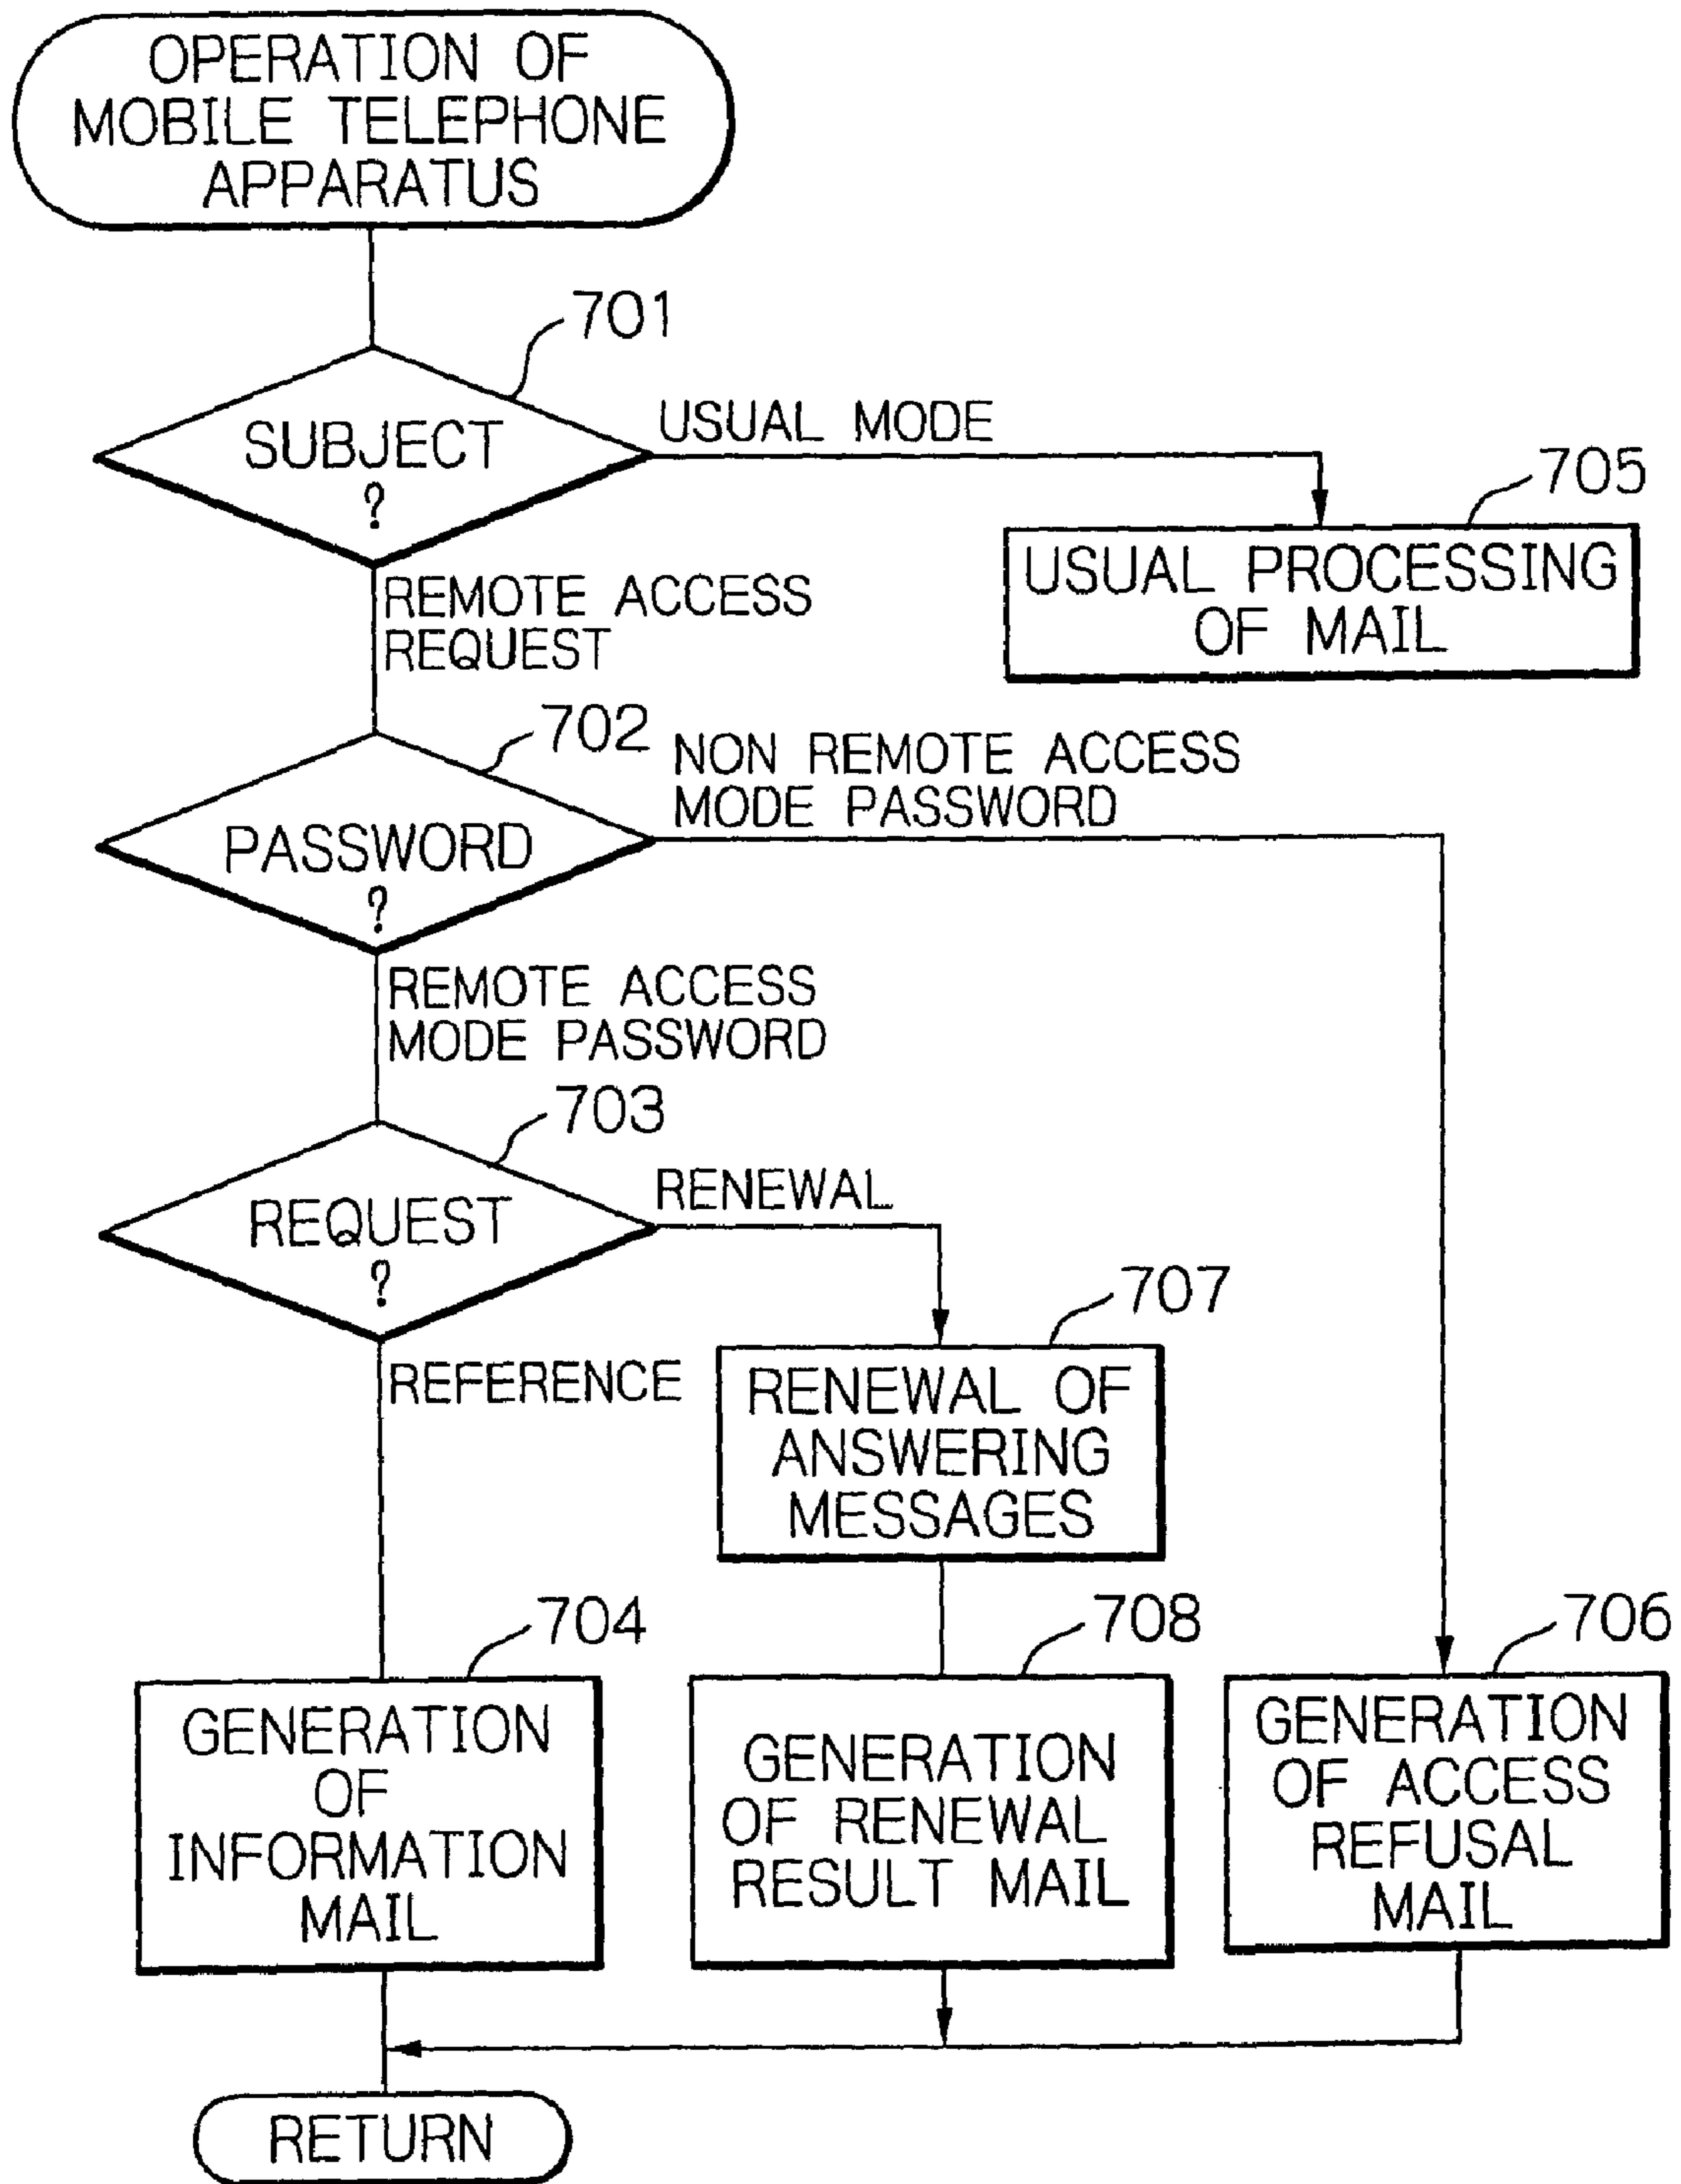 OPERATION OF
MOBILE TELEPHONE
APPARATUS
701
SUBJECT
?
USUAL MODE
705
USUAL PROCESSING
OF MAIL
REMOTE ACCESS
REQUEST
702
PASSWORD
?
NON REMOTE ACCESS
MODE PASSWORD
REMOTE ACCESS
MODE PASSWORD
703
REQUEST
?
RENEWAL
REFERENCE
707
RENEWAL OF
ANSWERING
MESSAGES
704
GENERATION
OF
INFORMATION
MAIL
708
GENERATION
OF RENEWAL
RESULT MAIL
706
GENERATION
OF ACCESS
REFUSAL
MAIL
RETURN